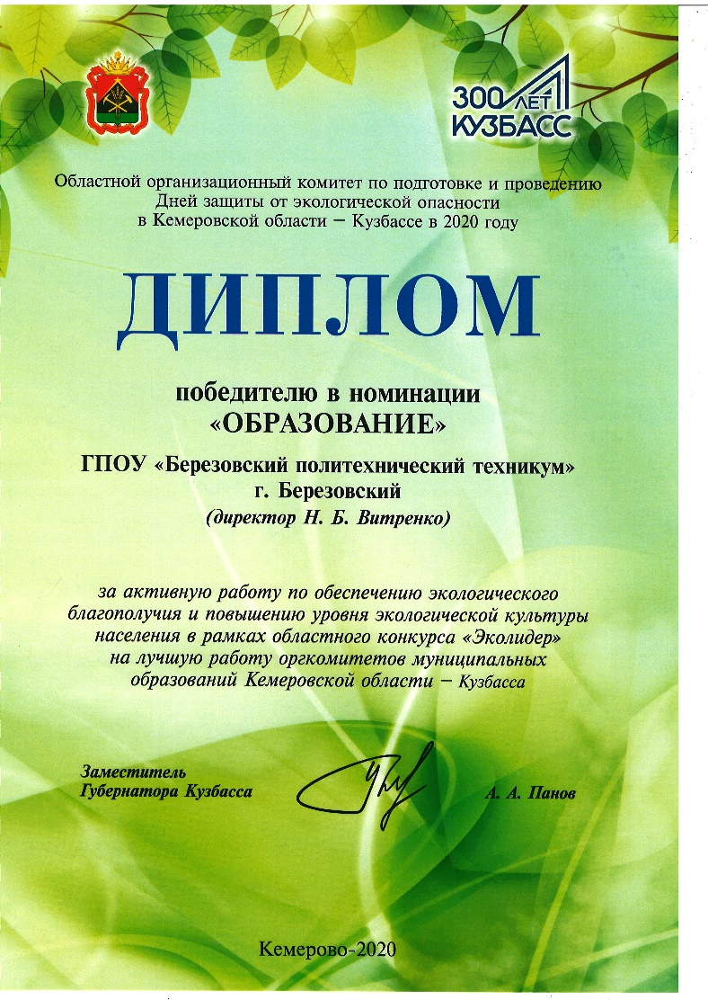 300 ЛЕТ
КУЗБАСС
Областной организационный комитет по подготовке и проведению
Дней защиты от экологической опасности
в Кемеровской области – Кузбассе в 2020 году
ДИПЛОМ
победителю в номинации
«ОБРАЗОВАНИЕ»
ГПОУ «Березовский политехнический техникум»
г. Березовский
(директор Н. Б. Витренко)
за активную работу по обеспечению экологического
благополучия и повышению уровня экологической культуры
населения в рамках областного конкурса «Эколидер»
на лучшую работу оргкомитетов муниципальных
образований Кемеровской области – Кузбасса
Заместитель
Губернатора Кузбасса
А. А. Панов
Кемерово-2020